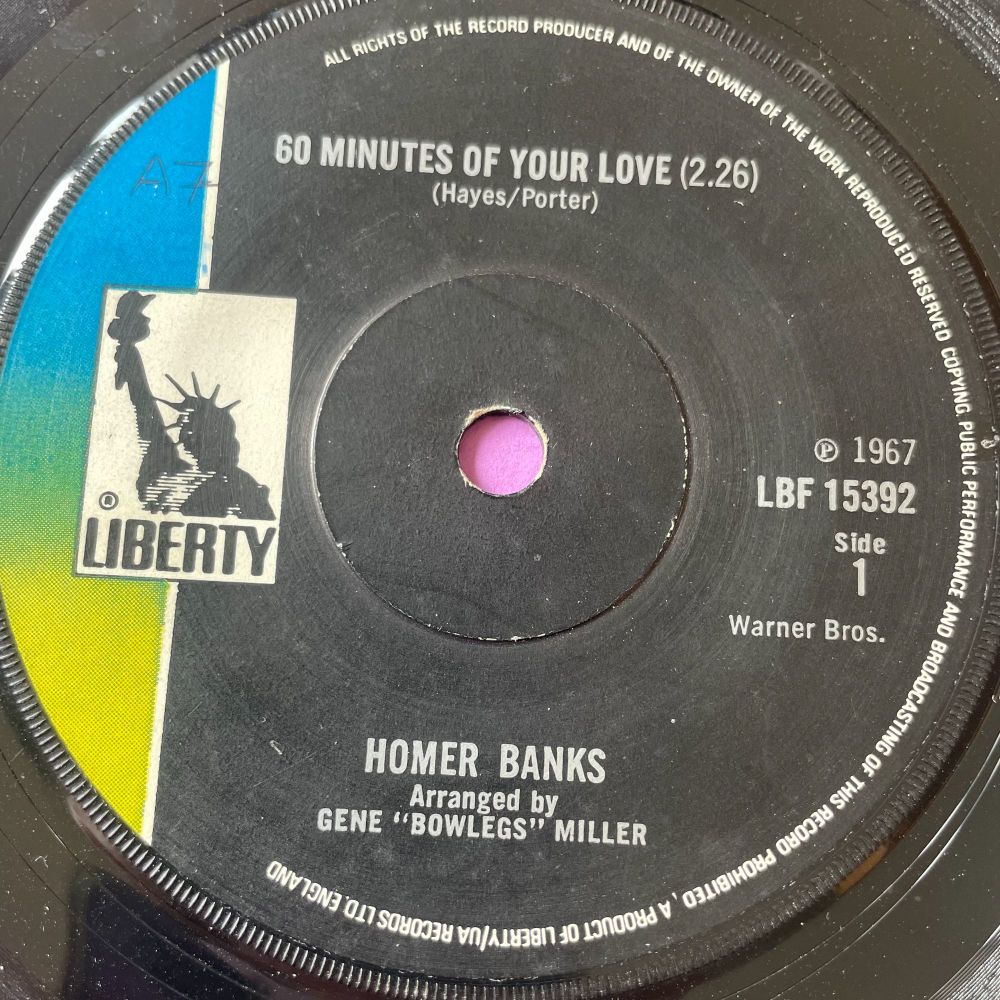 ALL RIGHTS OF THE RECORD PRODUCER AND OF THE OWNER OF THE WORK REPRODUCED RESERVED COPYING, PUBLIC PERFORMANCE AND BROADCASTING OF THIS RECORD PROHIBITED, A PRODUCT OF LIBERTY/UA RECORDS LTD. ENGLAND
A7
60 MINUTES OF YOUR LOVE (2.26)
(Hayes/Porter)
® LIBERTY
℗ 1967
LBF 15392
Side
1
Warner Bros.
HOMER BANKS
Arranged by
GENE "BOWLEGS" MILLER